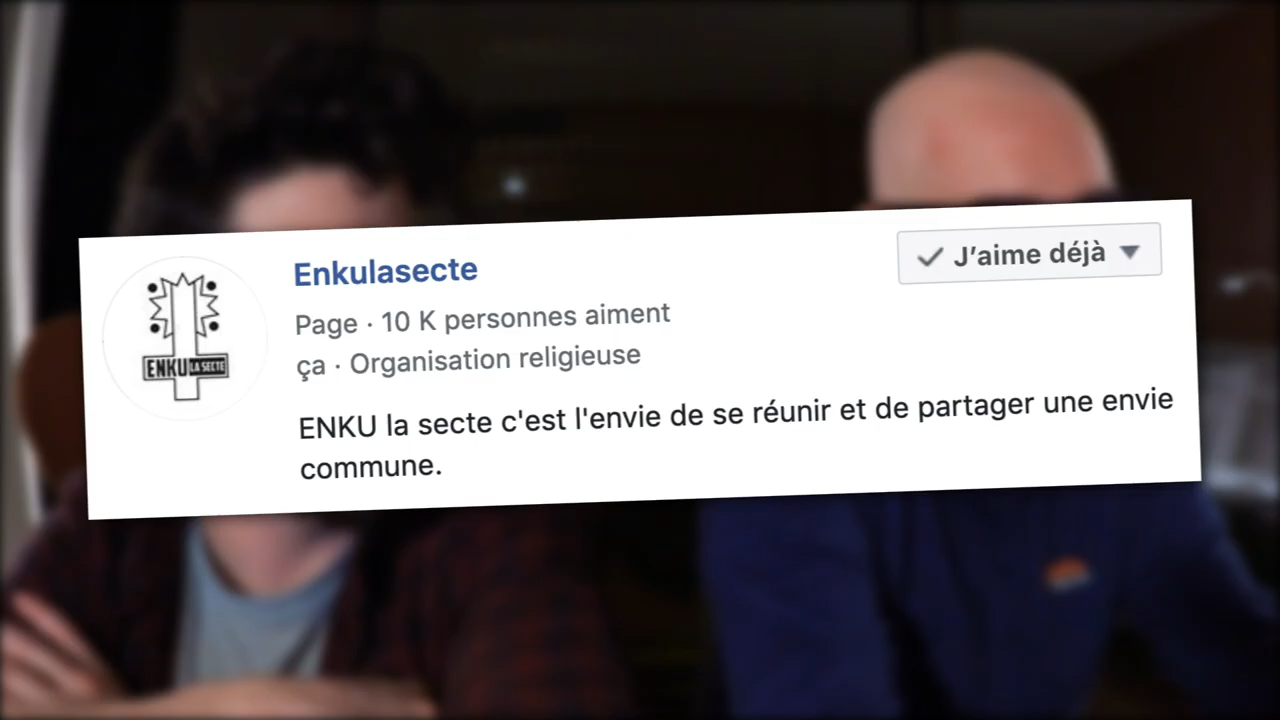 Enkulasecte
J'aime déjà
Page · 10 K personnes aiment
ça · Organisation religieuse
ENKU LA SECTE
ENKU la secte c'est l'envie de se réunir et de partager une envie
commune.